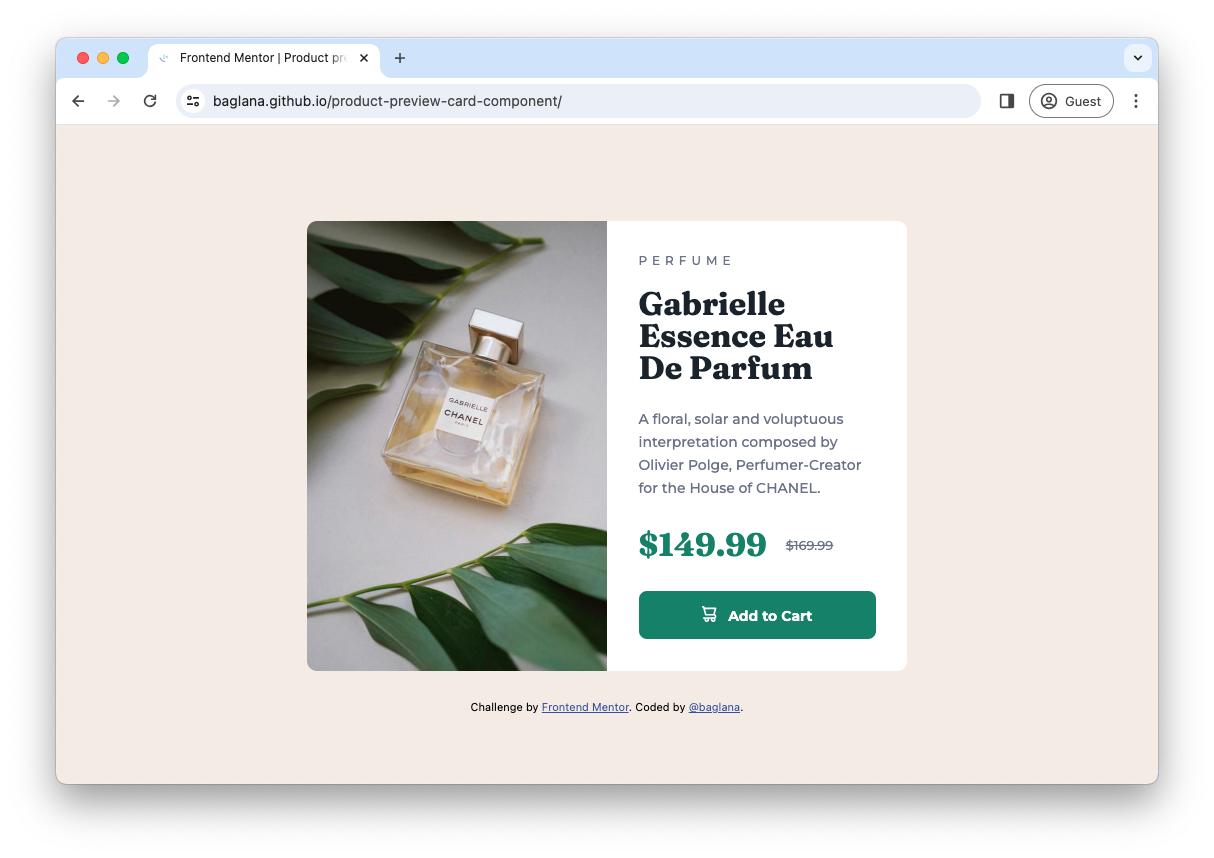 Frontend Mentor | Product pre
baglana.github.io/product-preview-card-component/
Guest
PERFUME
Gabrielle
Essence Eau
De Parfum
GABRIELLE
CHANEL
PARIS
A floral, solar and voluptuous
interpretation composed by
Olivier Polge, Perfumer-Creator
for the House of CHANEL.
$149.99 $169.99
Add to Cart
Challenge by Frontend Mentor. Coded by @baglana.